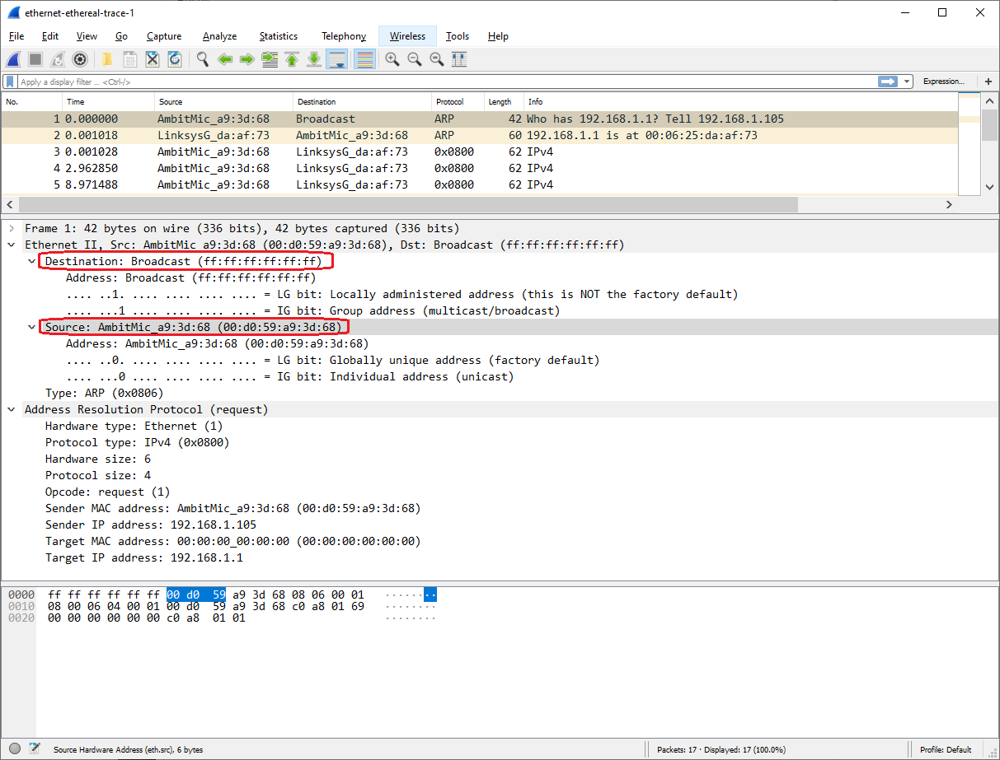 ethernet-ethereal-trace-1
File Edit View Go Capture Analyze Statistics Telephony Wireless Tools Help
Apply a display filter ... <Ctrl-/> Expression... +
No. Time Source Destination Protocol Length Info
1 0.000000 AmbitMic_a9:3d:68 Broadcast ARP 42 Who has 192.168.1.1? Tell 192.168.1.105
2 0.001018 LinksysG_da:af:73 AmbitMic_a9:3d:68 ARP 60 192.168.1.1 is at 00:06:25:da:af:73
3 0.001028 AmbitMic_a9:3d:68 LinksysG_da:af:73 0x0800 62 IPv4
4 2.962850 AmbitMic_a9:3d:68 LinksysG_da:af:73 0x0800 62 IPv4
5 8.971488 AmbitMic_a9:3d:68 LinksysG_da:af:73 0x0800 62 IPv4
Frame 1: 42 bytes on wire (336 bits), 42 bytes captured (336 bits)
Ethernet II, Src: AmbitMic_a9:3d:68 (00:d0:59:a9:3d:68), Dst: Broadcast (ff:ff:ff:ff:ff:ff)
Destination: Broadcast (ff:ff:ff:ff:ff:ff)
Address: Broadcast (ff:ff:ff:ff:ff:ff)
.... ..1. .... .... .... .... = LG bit: Locally administered address (this is NOT the factory default)
.... ...1 .... .... .... .... = IG bit: Group address (multicast/broadcast)
Source: AmbitMic_a9:3d:68 (00:d0:59:a9:3d:68)
Address: AmbitMic_a9:3d:68 (00:d0:59:a9:3d:68)
.... ..0. .... .... .... .... = LG bit: Globally unique address (factory default)
.... ...0 .... .... .... .... = IG bit: Individual address (unicast)
Type: ARP (0x0806)
Address Resolution Protocol (request)
Hardware type: Ethernet (1)
Protocol type: IPv4 (0x0800)
Hardware size: 6
Protocol size: 4
Opcode: request (1)
Sender MAC address: AmbitMic_a9:3d:68 (00:d0:59:a9:3d:68)
Sender IP address: 192.168.1.105
Target MAC address: 00:00:00_00:00:00 (00:00:00:00:00:00)
Target IP address: 192.168.1.1
0000 ff ff ff ff ff ff 00 d0 59 a9 3d 68 08 06 00 01 ········
0010 08 00 06 04 00 01 00 d0 59 a9 3d 68 c0 a8 01 69 ········
0020 00 00 00 00 00 00 c0 a8 01 01 ········
Source Hardware Address (eth.src), 6 bytes Packets: 17 · Displayed: 17 (100.0%) Profile: Default